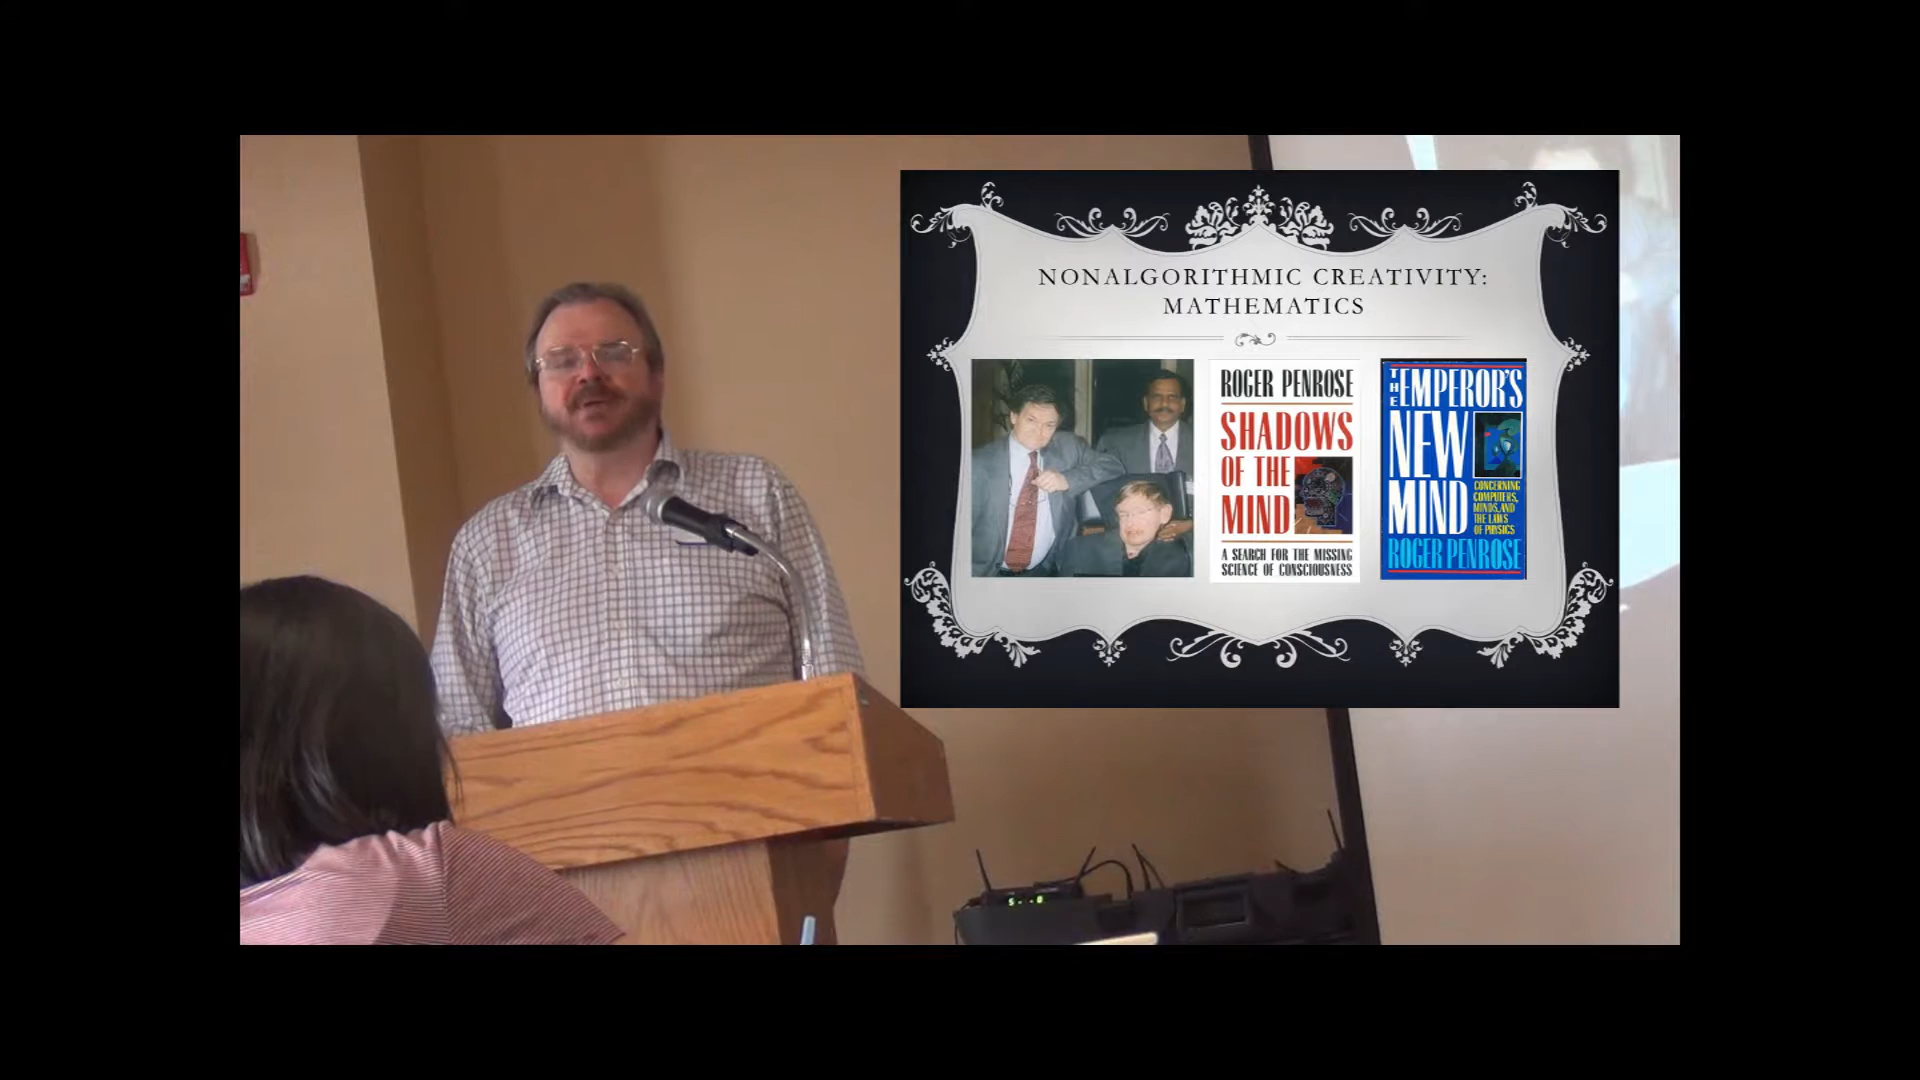 NONALGORITHMIC CREATIVITY:
MATHEMATICS
ROGER PENROSE
SHADOWS
OF THE
MIND
A SEARCH FOR THE MISSING
SCIENCE OF CONSCIOUSNESS
THE
EMPEROR'S
NEW
MIND
CONCERNING
COMPUTERS,
MINDS, AND
THE LAWS
OF PHYSICS
ROGER PENROSE